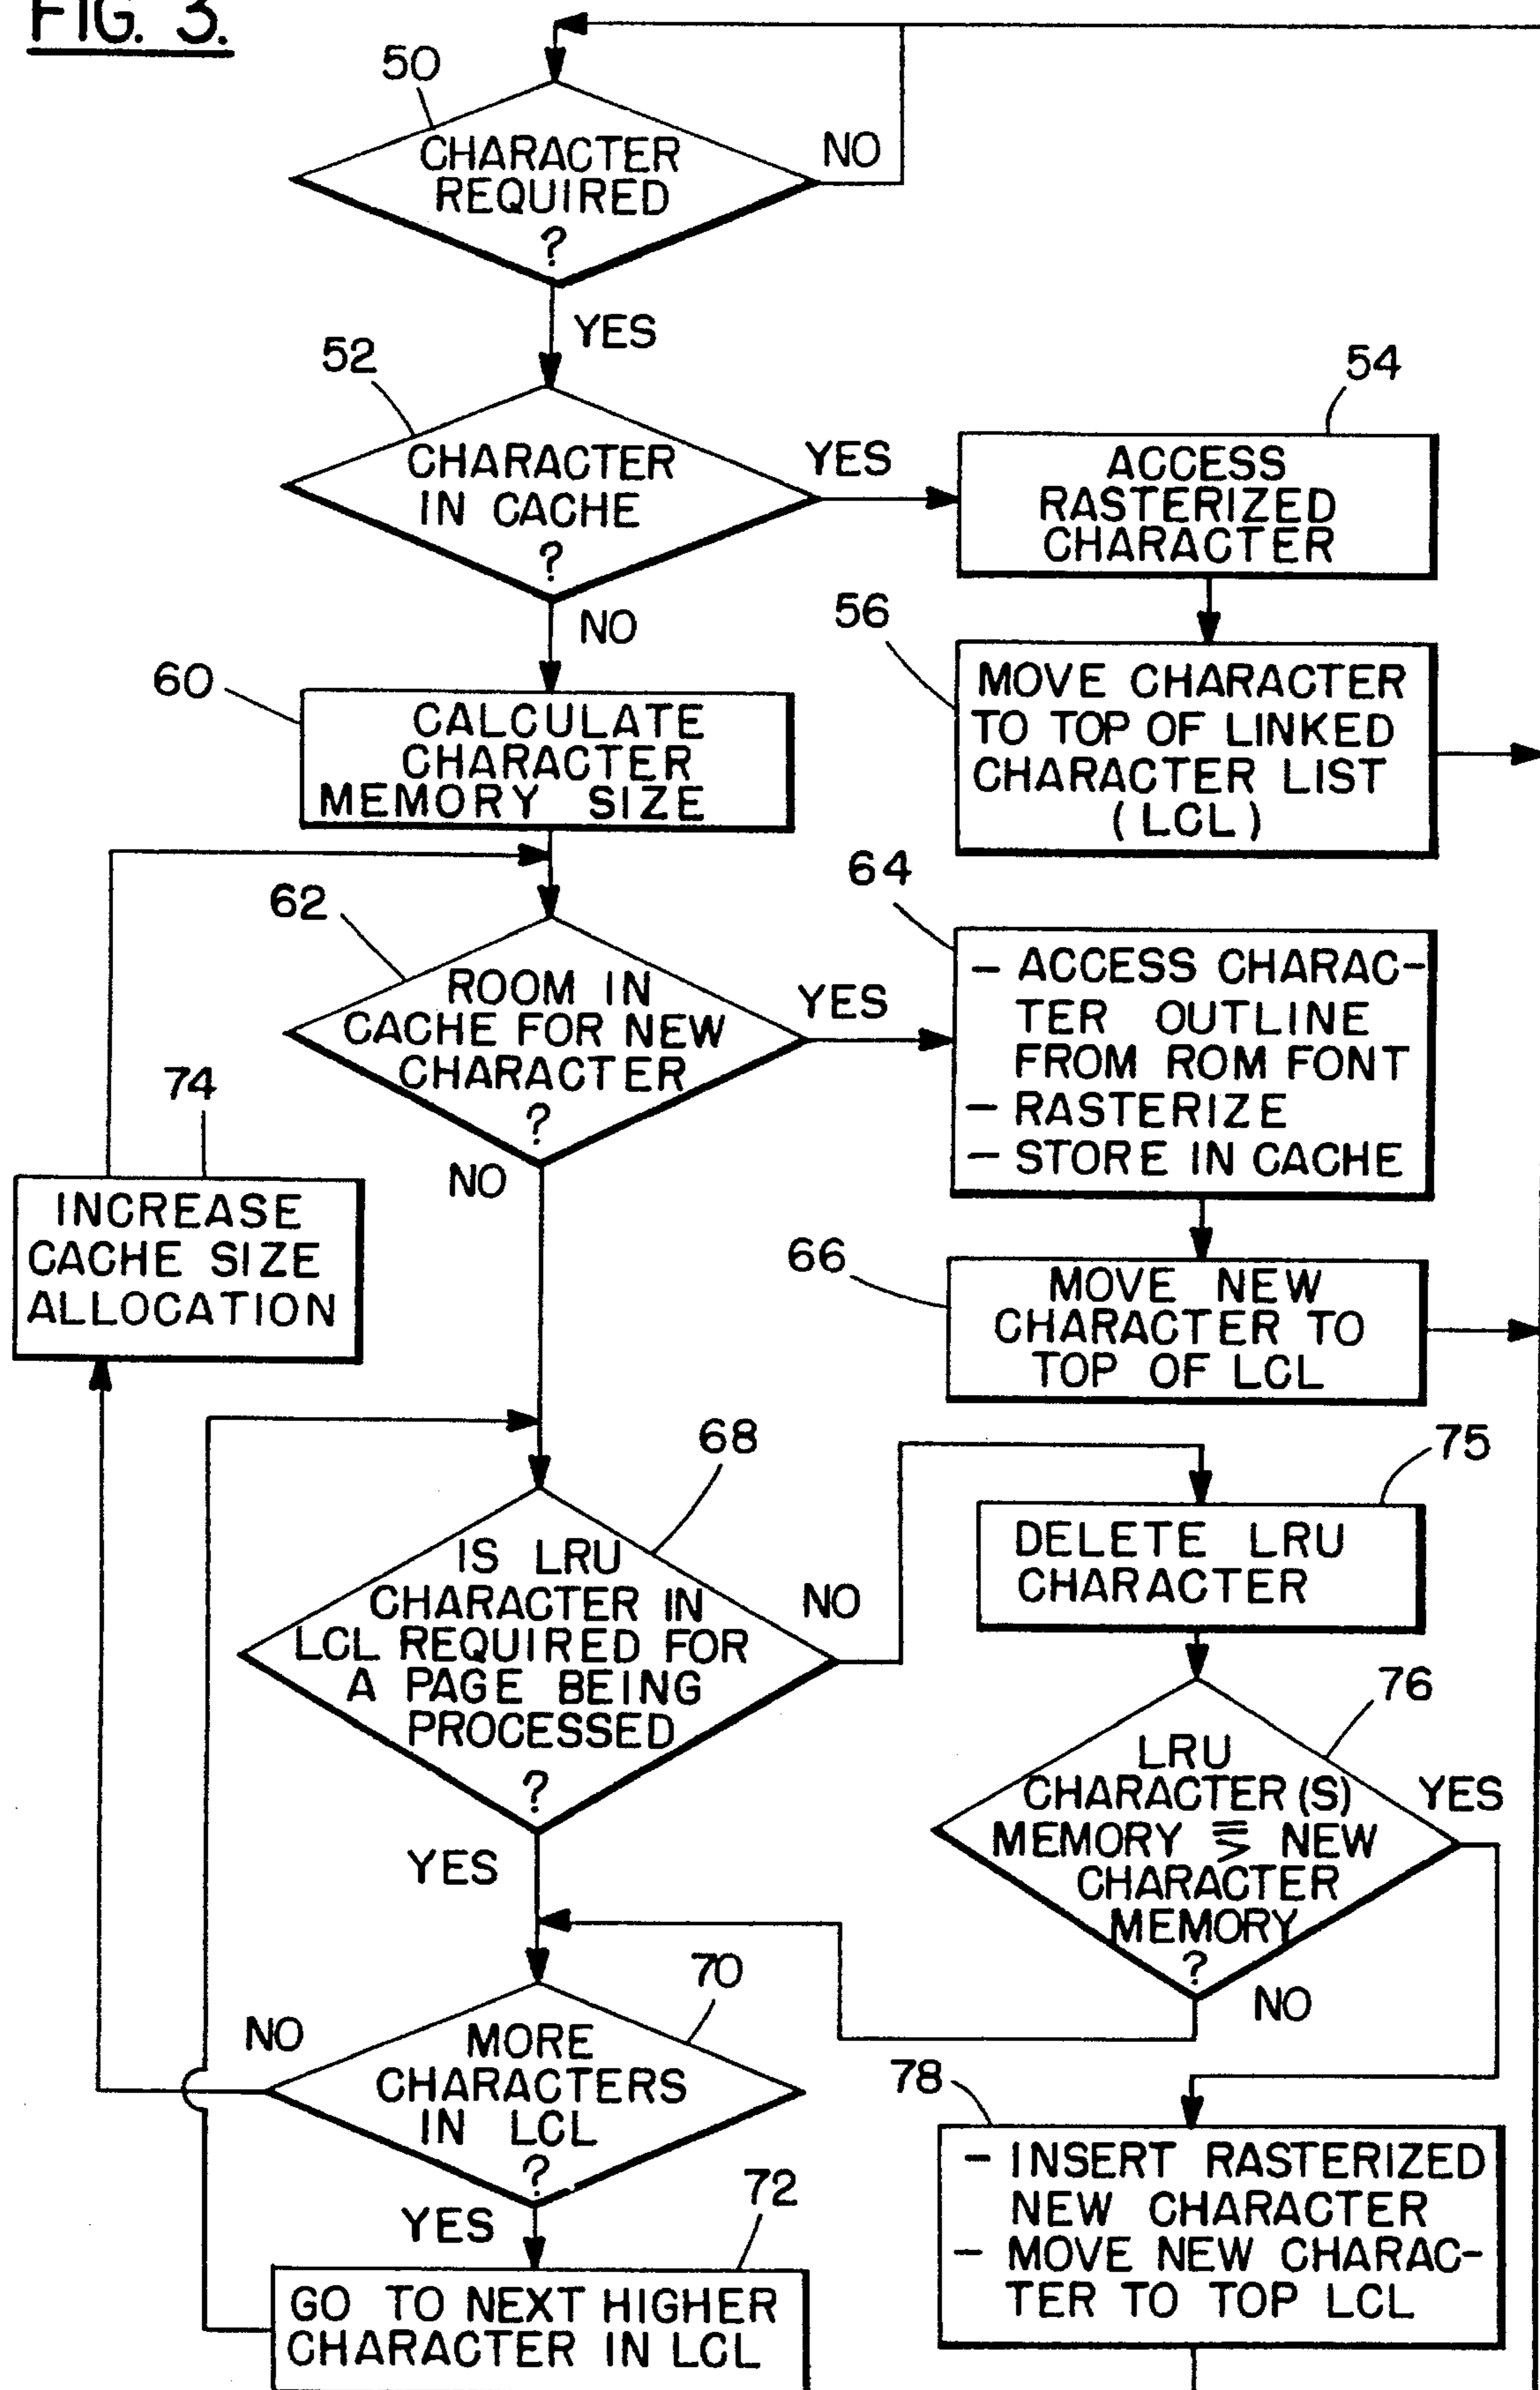 FIG. 3.
50
CHARACTER
REQUIRED
?
NO
YES
52
CHARACTER
IN CACHE
?
YES
NO
54
ACCESS
RASTERIZED
CHARACTER
56
MOVE CHARACTER
TO TOP OF LINKED
CHARACTER LIST
(LCL)
60
CALCULATE
CHARACTER
MEMORY SIZE
62
ROOM IN
CACHE FOR NEW
CHARACTER
?
YES
NO
64
- ACCESS CHARAC-
TER OUTLINE
FROM ROM FONT
- RASTERIZE
- STORE IN CACHE
74
INCREASE
CACHE SIZE
ALLOCATION
66
MOVE NEW
CHARACTER TO
TOP OF LCL
68
IS LRU
CHARACTER IN
LCL REQUIRED FOR
A PAGE BEING
PROCESSED
?
NO
YES
75
DELETE LRU
CHARACTER
76
LRU
CHARACTER(S)
MEMORY ≧ NEW
CHARACTER
MEMORY
?
YES
NO
70
MORE
CHARACTERS
IN LCL
?
NO
YES
72
GO TO NEXT HIGHER
CHARACTER IN LCL
78
- INSERT RASTERIZED
NEW CHARACTER
- MOVE NEW CHARAC-
TER TO TOP LCL